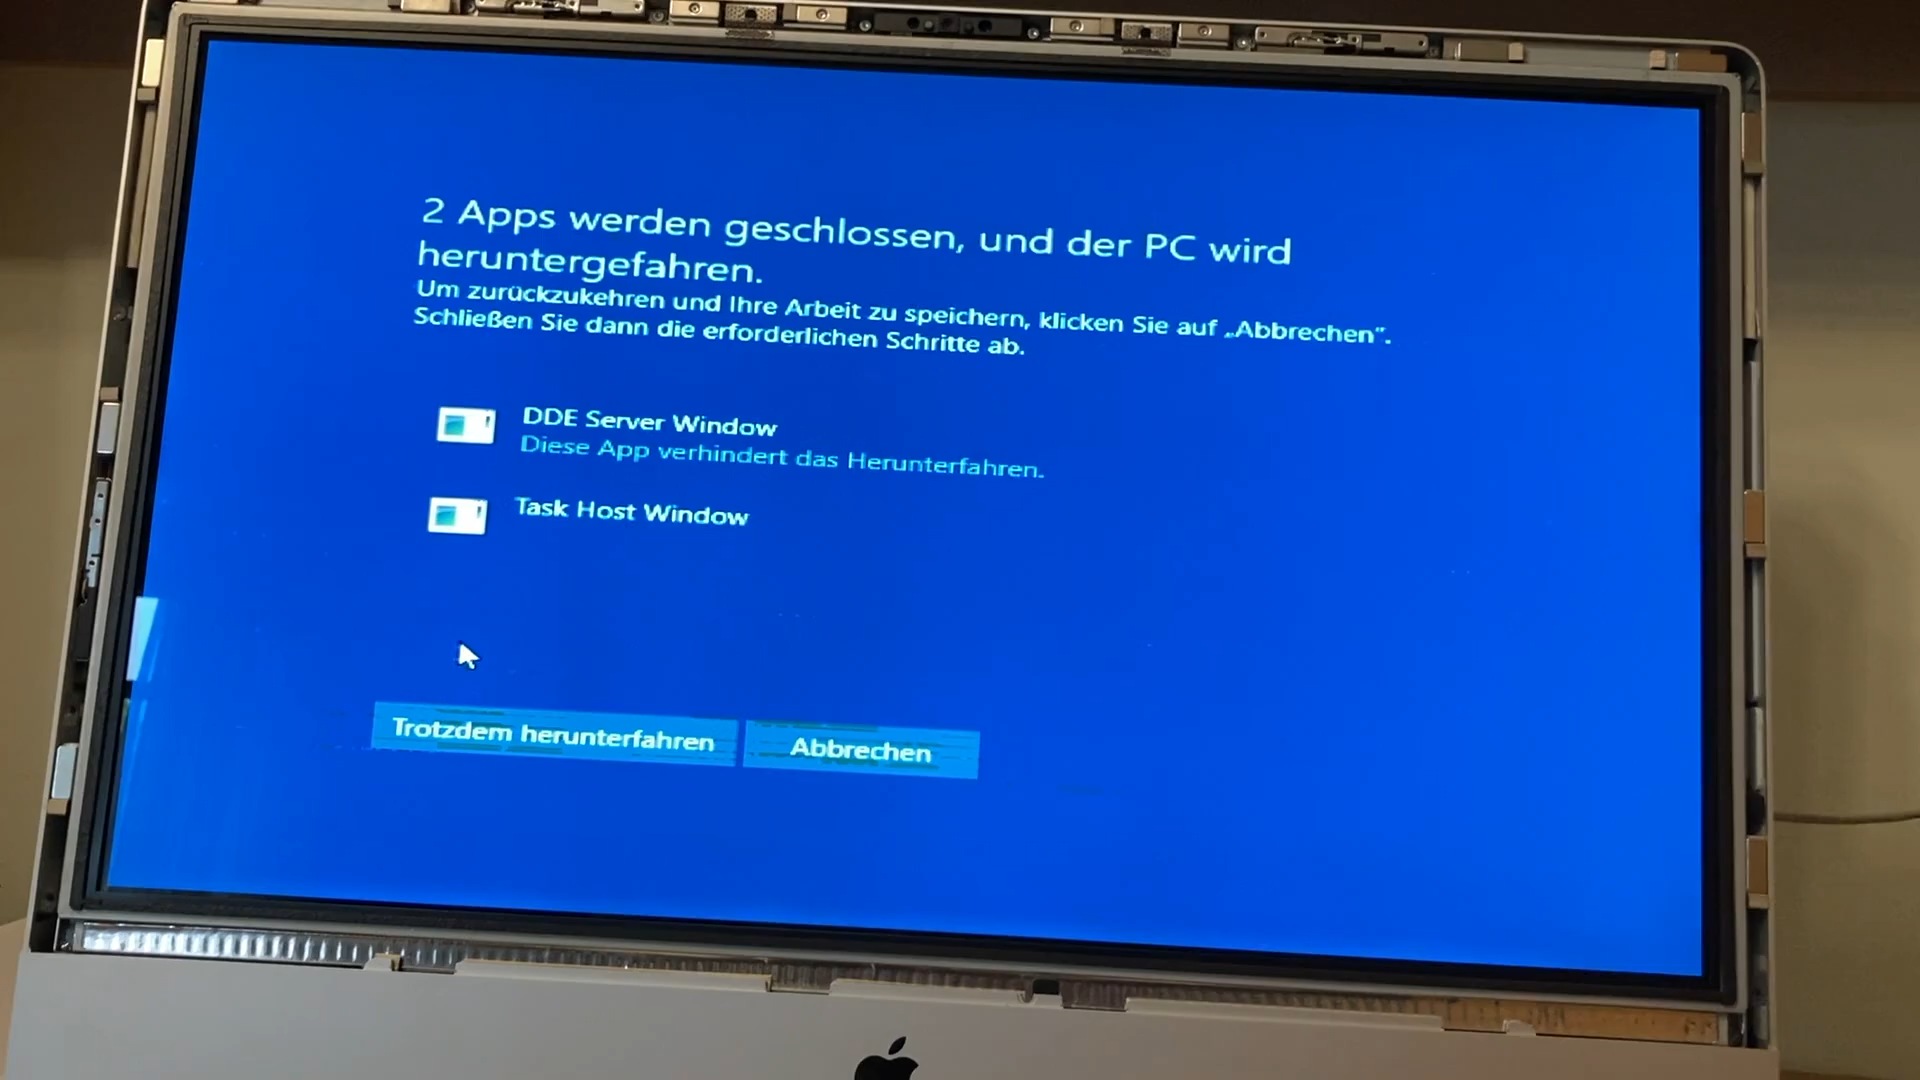 2 Apps werden geschlossen, und der PC wird
heruntergefahren.
Um zurückzukehren und Ihre Arbeit zu speichern, klicken Sie auf „Abbrechen“.
Schließen Sie dann die erforderlichen Schritte ab.
DDE Server Window
Diese App verhindert das Herunterfahren.
Task Host Window
Trotzdem herunterfahren
Abbrechen